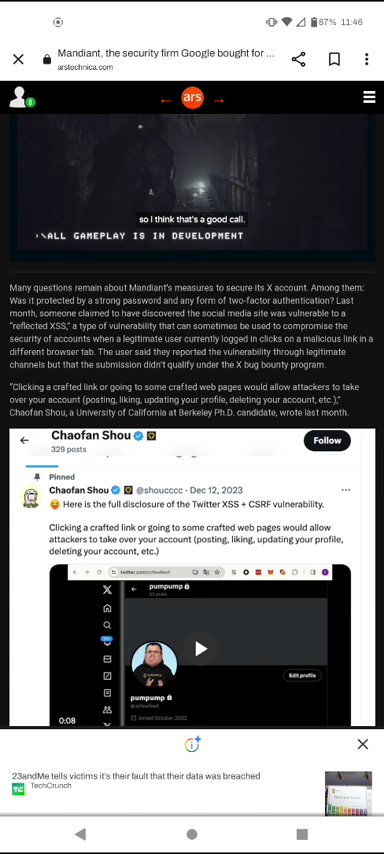 87% 11:46
Mandiant, the security firm Google bought for ...
arstechnica.com
0
ars
so I think that's a good call.
:\ALL GAMEPLAY IS IN DEVELOPMENT
Many questions remain about Mandiant's measures to secure its X account. Among them:
Was it protected by a strong password and any form of two-factor authentication? Last
month, someone claimed to have discovered the social media site was vulnerable to a
“reflected XSS,” a type of vulnerability that can sometimes be used to compromise the
security of accounts when a legitimate user currently logged in clicks on a malicious link in a
different browser tab. The user said they reported the vulnerability through legitimate
channels but that the submission didn't qualify under the X bug bounty program.
“Clicking a crafted link or going to some crafted web pages would allow attackers to take
over your account (posting, liking, updating your profile, deleting your account, etc.),”
Chaofan Shou, a University of California at Berkeley Ph.D. candidate, wrote last month.
Chaofan Shou
329 posts
Follow
Pinned
Chaofan Shou @shoucccc · Dec 12, 2023
Here is the full disclosure of the Twitter XSS + CSRF vulnerability.
Clicking a crafted link or going to some crafted web pages would allow
attackers to take over your account (posting, liking, updating your profile,
deleting your account, etc.)
pumpump
Edit profile
pumpump
Joined October 2022
0:08
23andMe tells victims it's their fault that their data was breached
TechCrunch